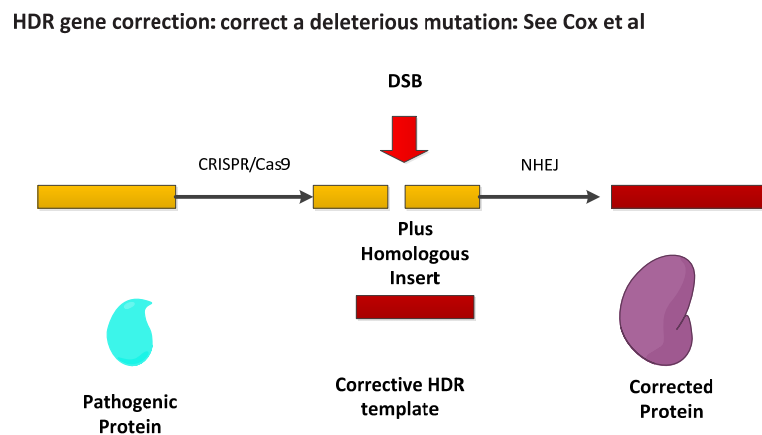 HDR gene correction: correct a deleterious mutation: See Cox et al
DSB
CRISPR/Cas9
NHEJ
Plus
Homologous
Insert
Pathogenic
Protein
Corrective HDR
template
Corrected
Protein